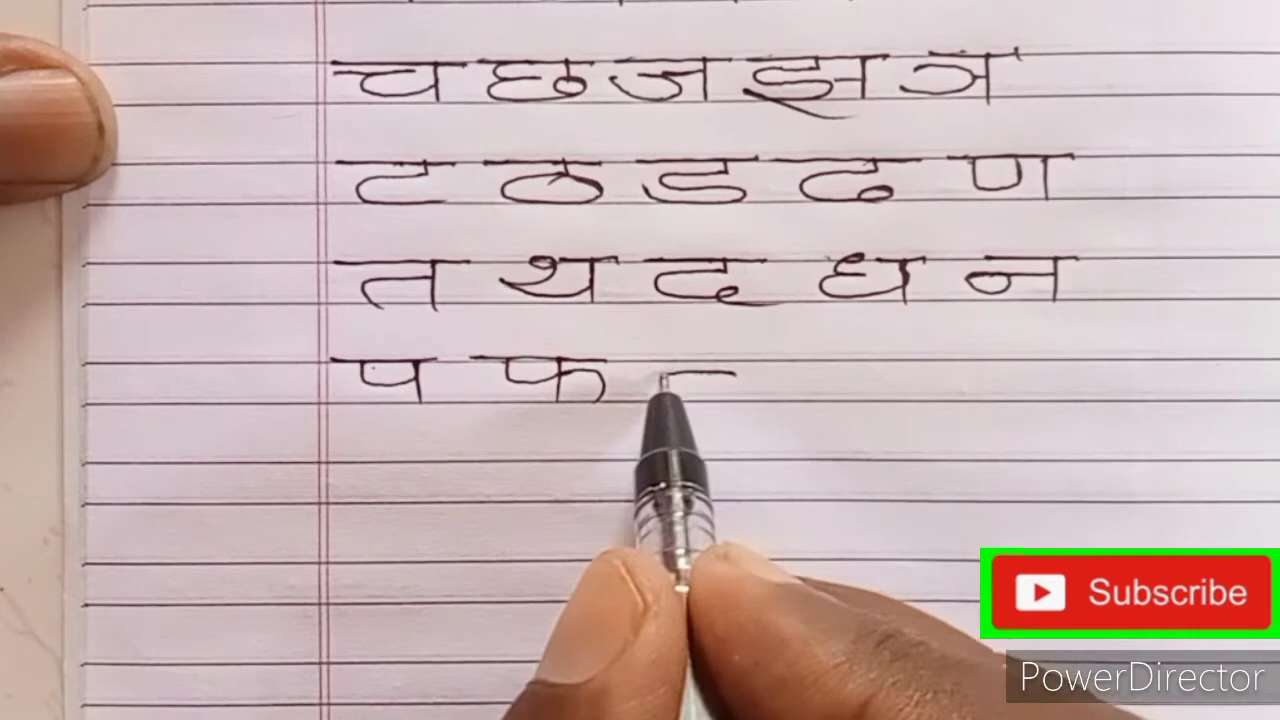 च छ ज झ ञ
ट ठ ड ढ ण
त थ द ध न
प फ
Subscribe
PowerDirector